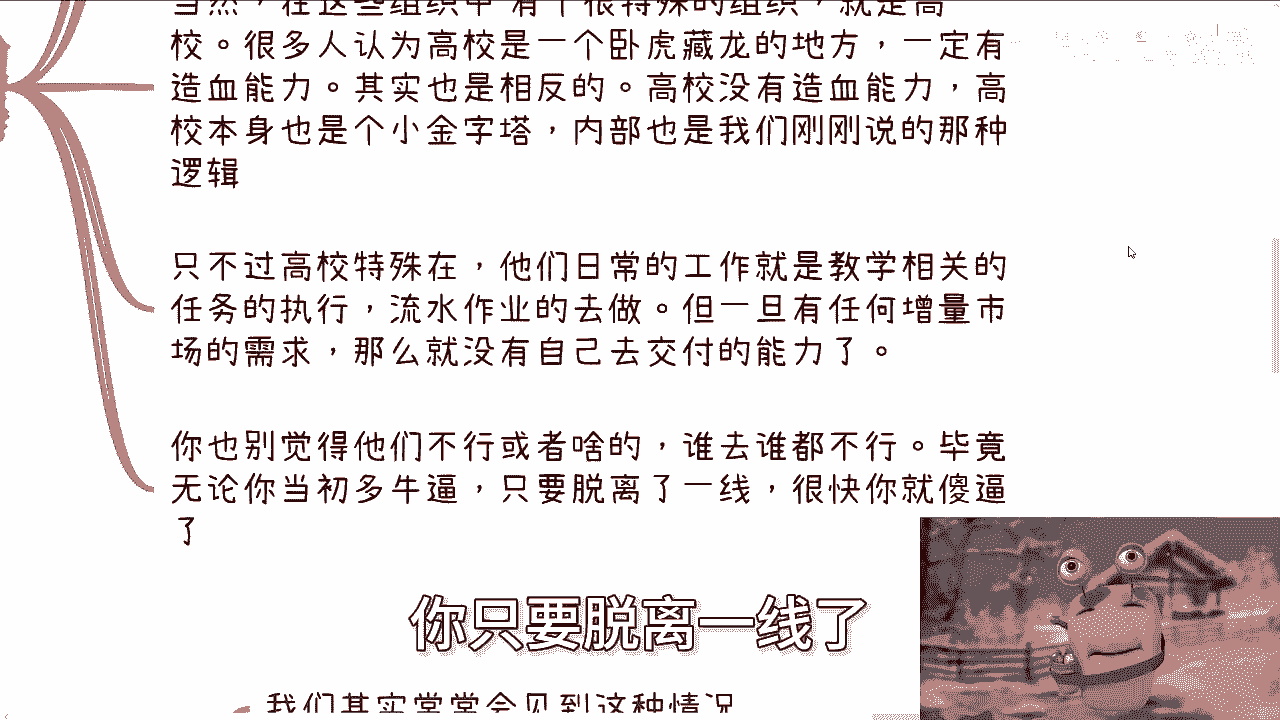 当然，在这些组织中 有个很特殊的组织，就是高
校。很多人认为高校是一个卧虎藏龙的地方，一定有
造血能力。其实也是相反的。高校没有造血能力，高
校本身也是个小金字塔，内部也是我们刚刚说的那种
逻辑
只不过高校特殊在，他们日常的工作就是教学相关的
任务的执行，流水作业的去做。但一旦有任何增量市
场的需求，那么就没有自己去交付的能力了。
你也别觉得他们不行或者啥的，谁去谁都不行。毕竟
无论你当初多牛逼，只要脱离了一线，很快你就傻逼
了
你只要脱离一线了
我们其实常常会见到这种情况